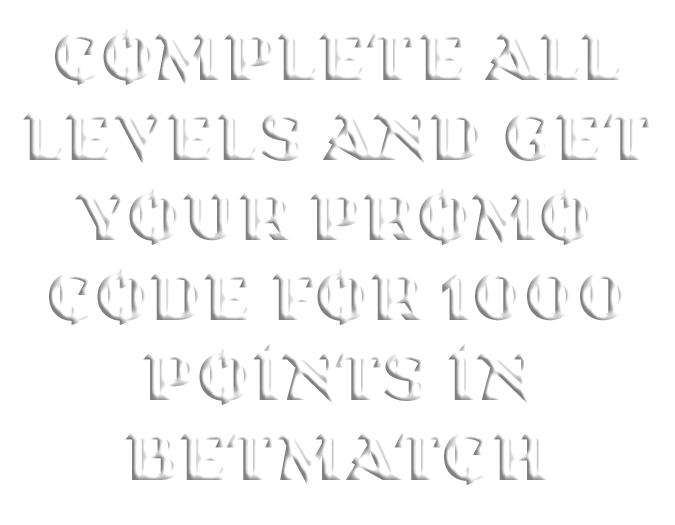 COMPLETE ALL
LEVELS AND GET
YOUR PROMO
CODE FOR 1000
POINTS IN
BETMATCH